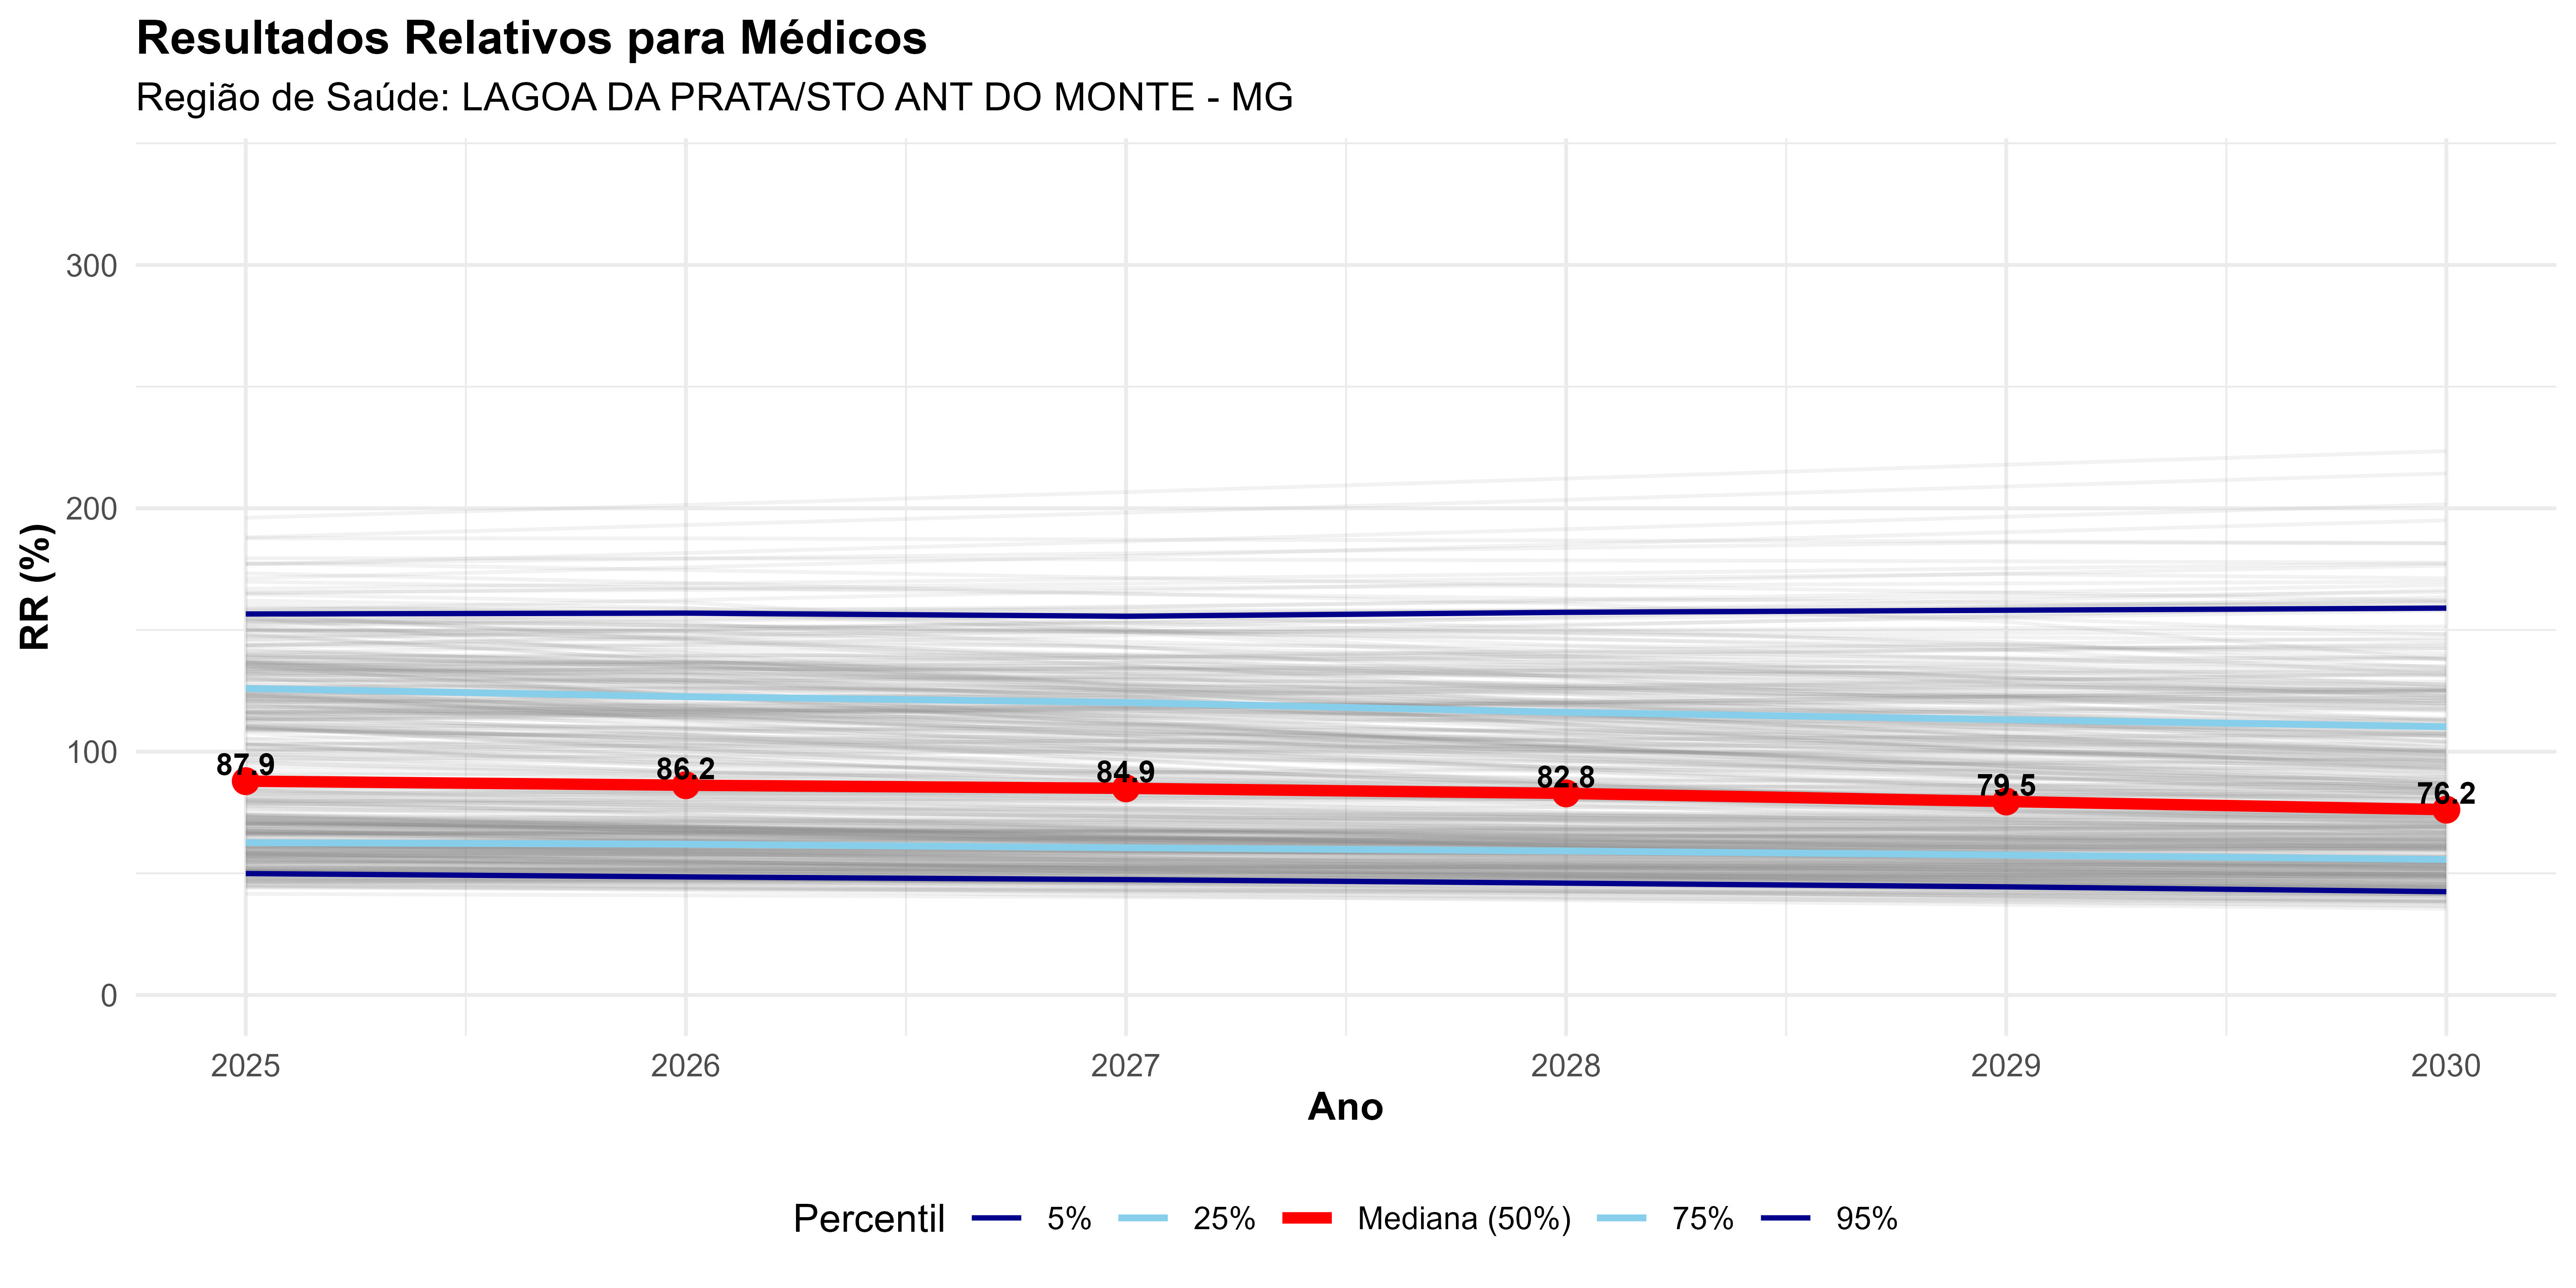 Resultados Relativos para Médicos
Região de Saúde: LAGOA DA PRATA/STO ANT DO MONTE - MG
RR (%)
300
200
100
0
87.9
86.2
84.9
82.8
79.5
76.2
2025 2026 2027 2028 2029 2030
Ano
Percentil 5% 25% Mediana (50%) 75% 95%